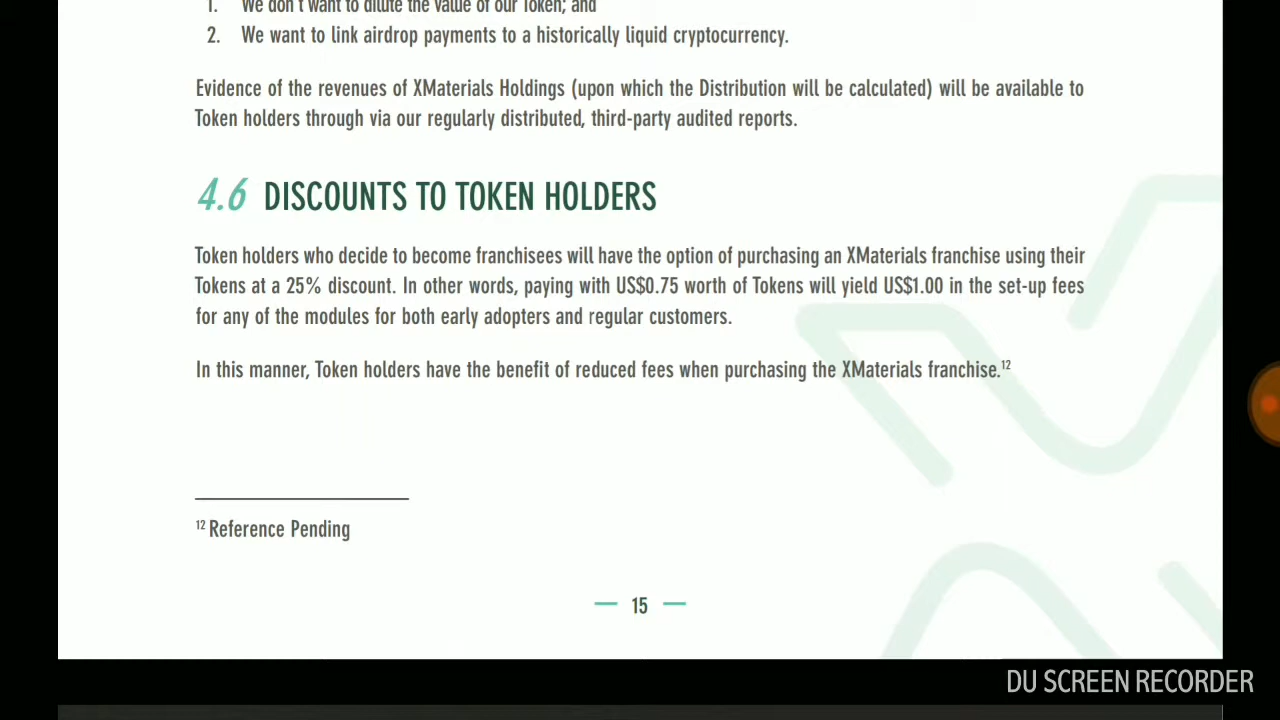 1. We don't want to dilute the value of our Token; and
2. We want to link airdrop payments to a historically liquid cryptocurrency.
Evidence of the revenues of XMaterials Holdings (upon which the Distribution will be calculated) will be available to
Token holders through via our regularly distributed, third-party audited reports.
4.6 DISCOUNTS TO TOKEN HOLDERS
Token holders who decide to become franchisees will have the option of purchasing an XMaterials franchise using their
Tokens at a 25% discount. In other words, paying with US$0.75 worth of Tokens will yield US$1.00 in the set-up fees
for any of the modules for both early adopters and regular customers.
In this manner, Token holders have the benefit of reduced fees when purchasing the XMaterials franchise.¹²
¹² Reference Pending
— 15 —
DU SCREEN RECORDER